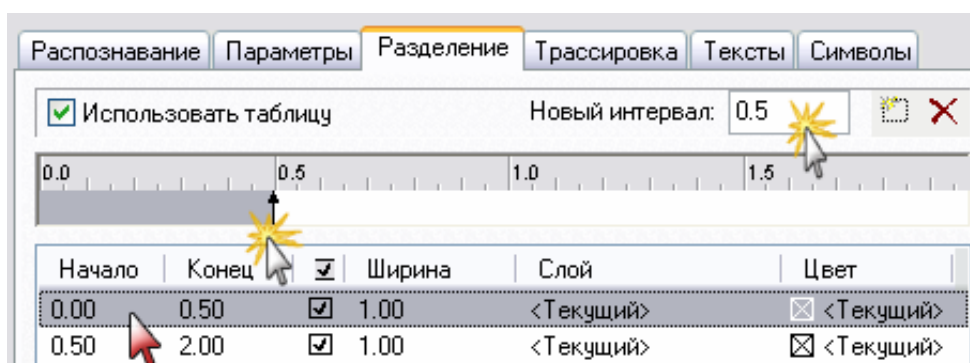 Распознавание Параметры Разделение Трассировка Тексты Символы
Использовать таблицу Новый интервал: 0.5
0.0 0.5 1.0 1.5
Начало Конец Ширина Слой Цвет
0.00 0.50 1.00 <Текущий> <Текущий>
0.50 2.00 1.00 <Текущий> <Текущий>